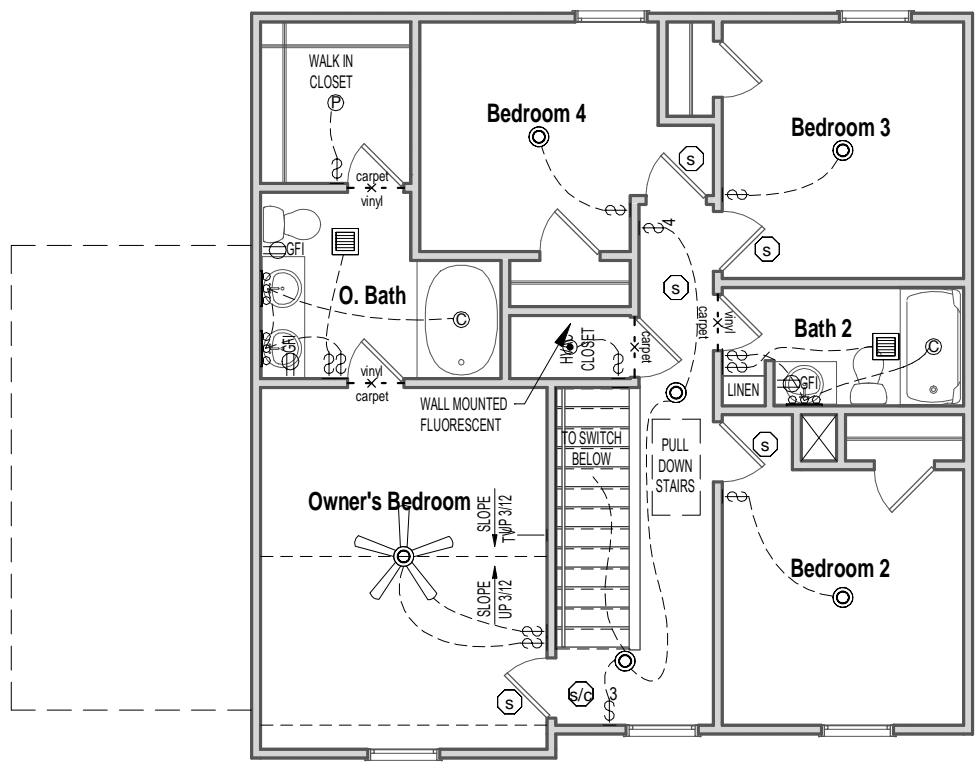 WALK IN
CLOSET
P
carpet
vinyl
Bedroom 4
Bedroom 3
S
4
S
S
GFI
O. Bath
C
GFI
HVAC
CLOSET
carpet
carpet
vinyl
Bath 2
C
GFI
LINEN
vinyl
carpet
WALL MOUNTED
FLUORESCENT
TO SWITCH
BELOW
PULL
DOWN
STAIRS
S
Owner's Bedroom
SLOPE
UP 3/12
TV
SLOPE
UP 3/12
Bedroom 2
S
s/c
3